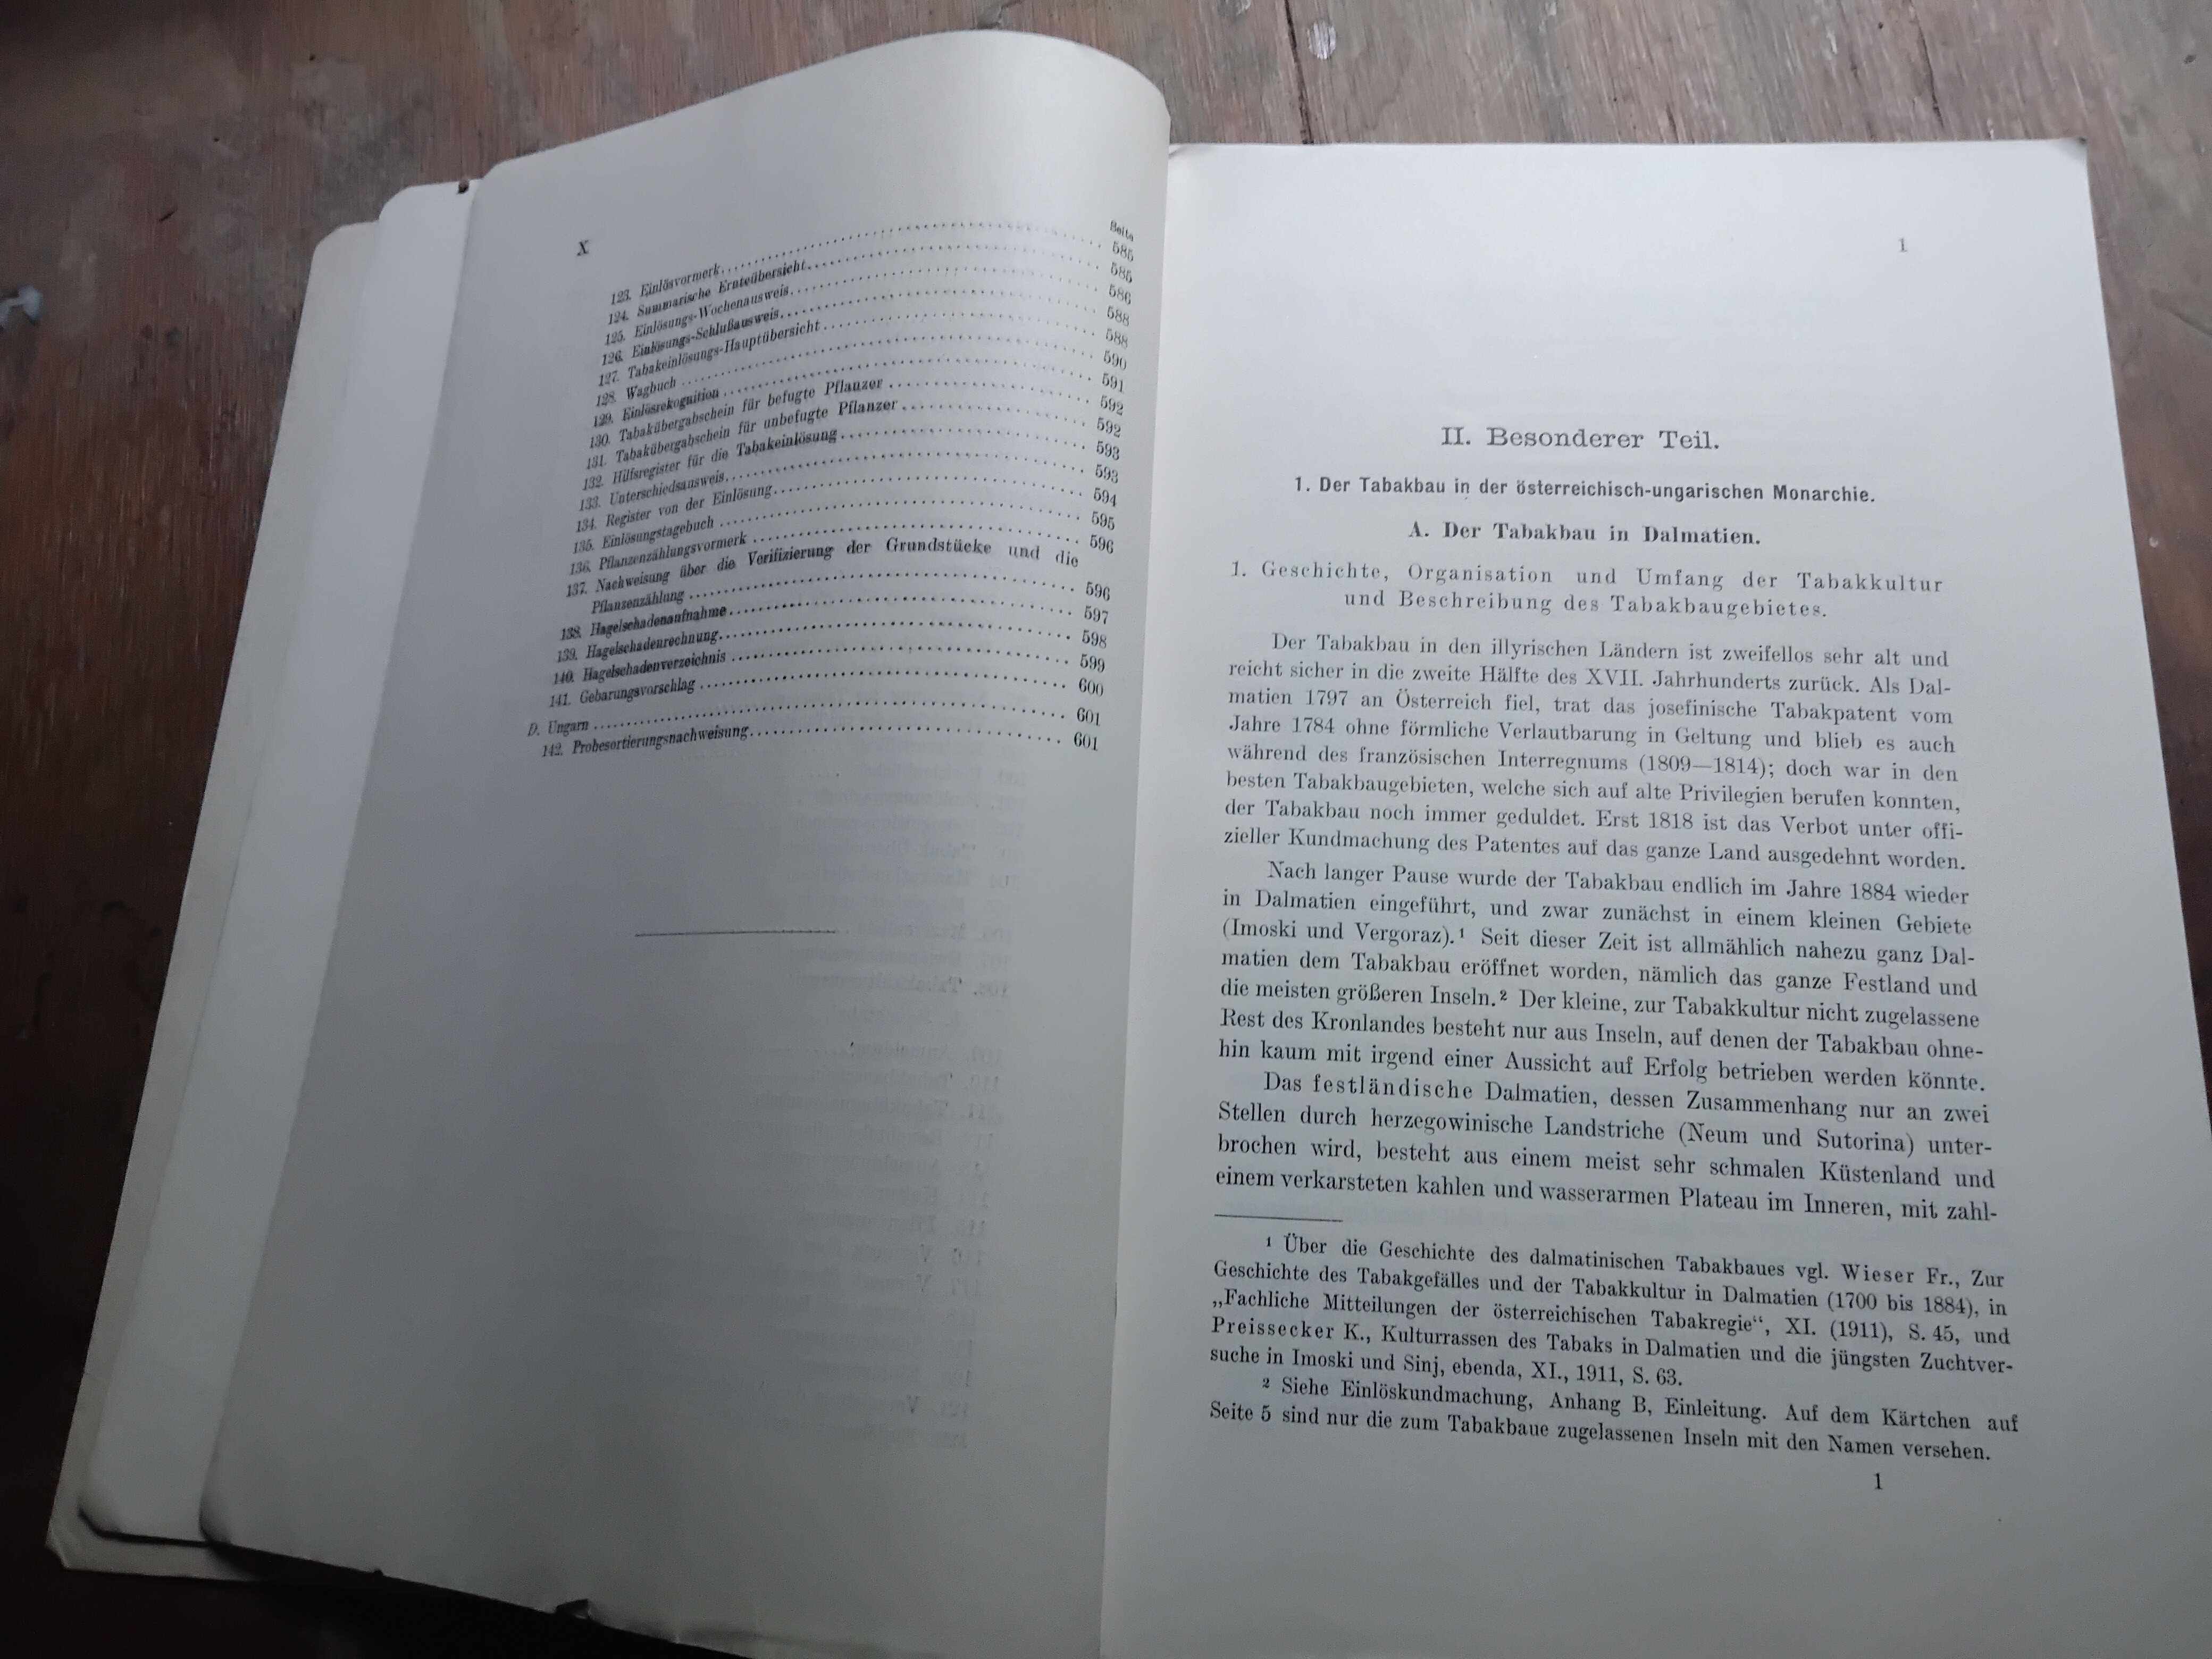 X
Seite
123. Einlösvormerk 585
124. Summarische Ernteübersicht 585
125. Einlösungs-Wochenausweis 586
126. Einlösungs-Schlußausweis 588
127. Tabakeinlösungs-Hauptübersicht 588
128. Wagbuch 590
129. Einlösrekognition 591
130. Tabakübergabschein für befugte Pflanzer 592
131. Tabakübergabschein für unbefugte Pflanzer 592
132. Hilfsregister für die Tabakeinlösung 593
133. Unterschiedsausweis 593
134. Register von der Einlösung 594
135. Einlösungstagebuch 595
136. Pflanzenzählungsvormerk 596
137. Nachweisung über die Verifizierung der Grundstücke und die
Pflanzenzählung 596
138. Hagelschadenaufnahme 597
139. Hagelschadenrechnung 598
140. Hagelschadenverzeichnis 599
141. Gebarungsvorschlag 600
D. Ungarn 601
142. Probesortierungsnachweisung 601
1
II. Besonderer Teil.
1. Der Tabakbau in der österreichisch-ungarischen Monarchie.
A. Der Tabakbau in Dalmatien.
1. Geschichte, Organisation und Umfang der Tabakkultur
und Beschreibung des Tabakbaugebietes.
Der Tabakbau in den illyrischen Ländern ist zweifellos sehr alt und
reicht sicher in die zweite Hälfte des XVII. Jahrhunderts zurück. Als Dal-
matien 1797 an Österreich fiel, trat das josefinische Tabakpatent vom
Jahre 1784 ohne förmliche Verlautbarung in Geltung und blieb es auch
während des französischen Interregnums (1809—1814); doch war in den
besten Tabakbaugebieten, welche sich auf alte Privilegien berufen konnten,
der Tabakbau noch immer geduldet. Erst 1818 ist das Verbot unter offi-
zieller Kundmachung des Patentes auf das ganze Land ausgedehnt worden.
Nach langer Pause wurde der Tabakbau endlich im Jahre 1884 wieder
in Dalmatien eingeführt, und zwar zunächst in einem kleinen Gebiete
(Imoski und Vergoraz).¹ Seit dieser Zeit ist allmählich nahezu ganz Dal-
matien dem Tabakbau eröffnet worden, nämlich das ganze Festland und
die meisten größeren Inseln.² Der kleine, zur Tabakkultur nicht zugelassene
Rest des Kronlandes besteht nur aus Inseln, auf denen der Tabakbau ohne-
hin kaum mit irgend einer Aussicht auf Erfolg betrieben werden könnte.
Das festländische Dalmatien, dessen Zusammenhang nur an zwei
Stellen durch herzegowinische Landstriche (Neum und Sutorina) unter-
brochen wird, besteht aus einem meist sehr schmalen Küstenland und
einem verkarsteten kahlen und wasserarmen Plateau im Inneren, mit zahl-
¹ Über die Geschichte des dalmatinischen Tabakbaues vgl. Wieser Fr., Zur
Geschichte des Tabakgefälles und der Tabakkultur in Dalmatien (1700 bis 1884), in
„Fachliche Mitteilungen der österreichischen Tabakregie“, XI. (1911), S. 45, und
Preissecker K., Kulturrassen des Tabaks in Dalmatien und die jüngsten Zuchtver-
suche in Imoski und Sinj, ebenda, XI., 1911, S. 63.
² Siehe Einlöskundmachung, Anhang B, Einleitung. Auf dem Kärtchen auf
Seite 5 sind nur die zum Tabakbaue zugelassenen Inseln mit den Namen versehen.
1